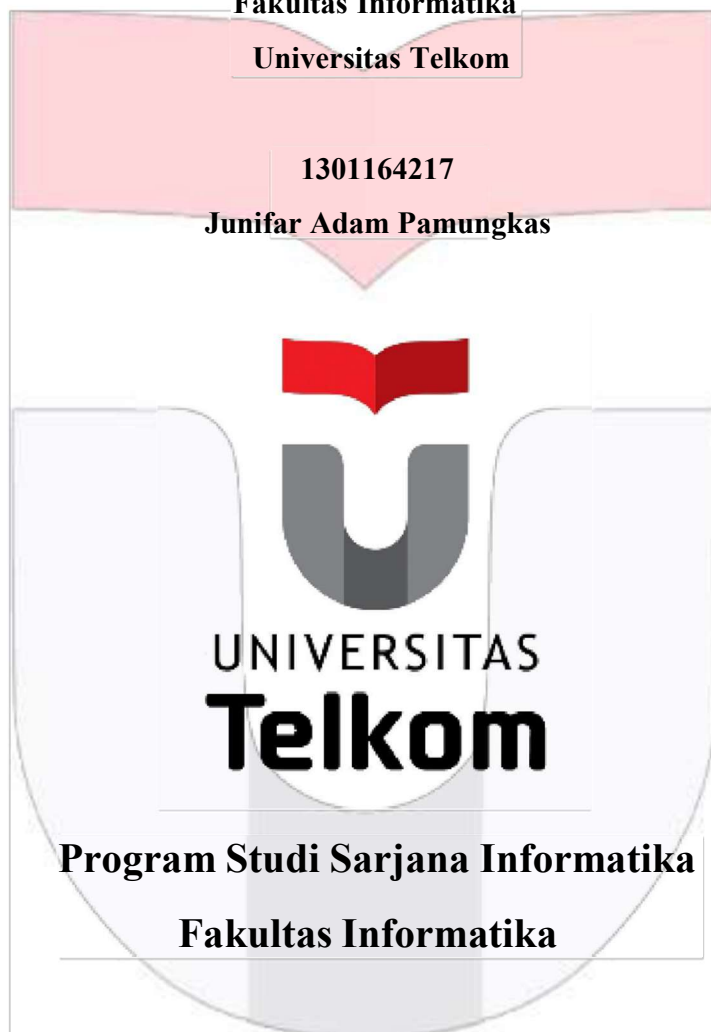 Fakultas Informatika
Universitas Telkom
1301164217
Junifar Adam Pamungkas
UNIVERSITAS
Telkom
Program Studi Sarjana Informatika
Fakultas Informatika